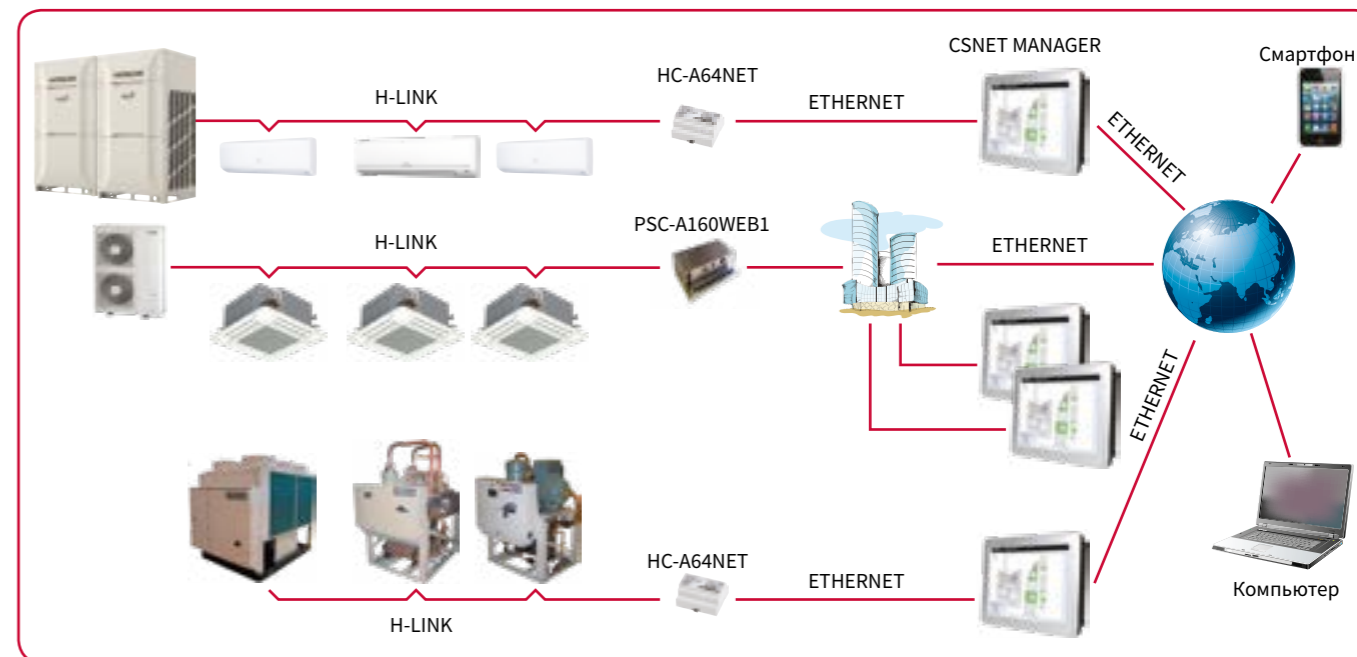 CSNET MANAGER
Смартфон
HC-A64NET
H-LINK
ETHERNET
ETHERNET
PSC-A160WEB1
H-LINK
ETHERNET
ETHERNET
HC-A64NET
ETHERNET
Компьютер
H-LINK